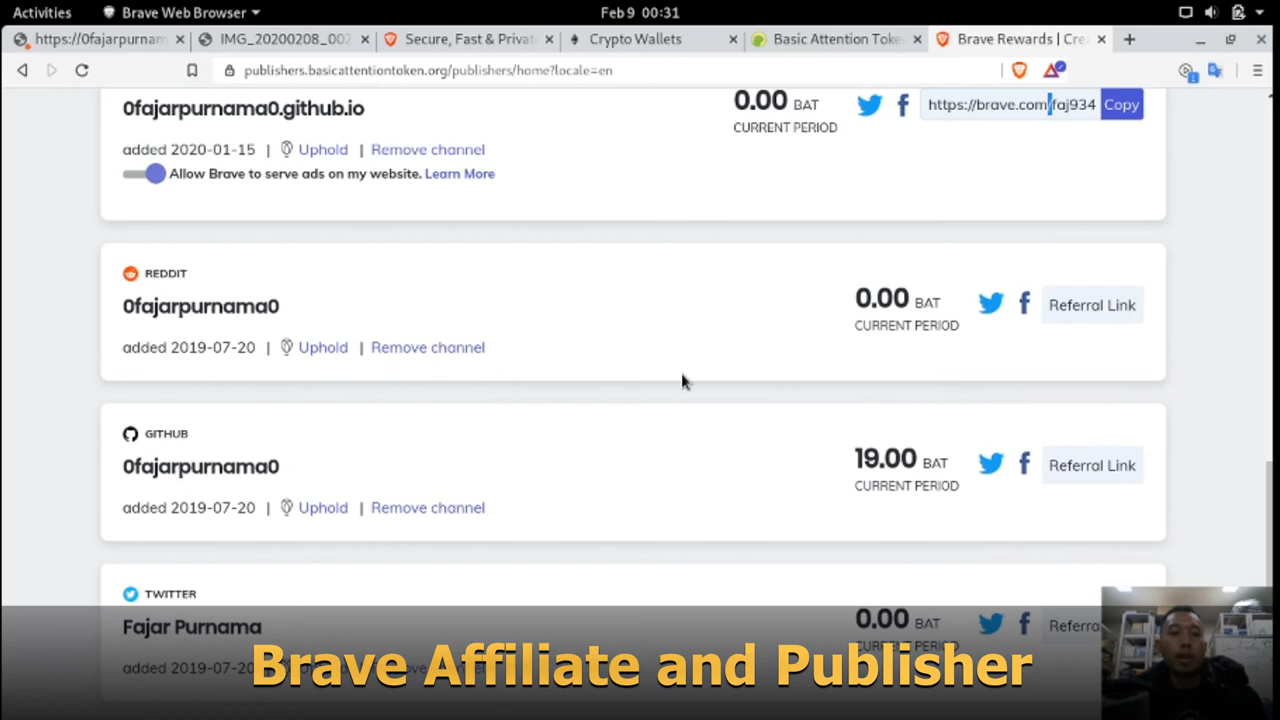 Activities Brave Web Browser Feb 9 00:31
https://0fajarpurnam IMG_20200208_002 Secure, Fast & Privat Crypto Wallets Basic Attention Toke Brave Rewards | Cre
publishers.basicattentiontoken.org/publishers/home?locale=en 1
0fajarpurnama0.github.io 0.00 BAT https://brave.com/faj934 Copy
CURRENT PERIOD
added 2020-01-15 | Uphold | Remove channel
Allow Brave to serve ads on my website. Learn More
REDDIT
0fajarpurnama0 0.00 BAT Referral Link
CURRENT PERIOD
added 2019-07-20 | Uphold | Remove channel
GITHUB
0fajarpurnama0 19.00 BAT Referral Link
CURRENT PERIOD
added 2019-07-20 | Uphold | Remove channel
TWITTER
Fajar Purnama 0.00 BAT Referra
CURRENT PERIOD
added 2019-07-20
Brave Affiliate and Publisher